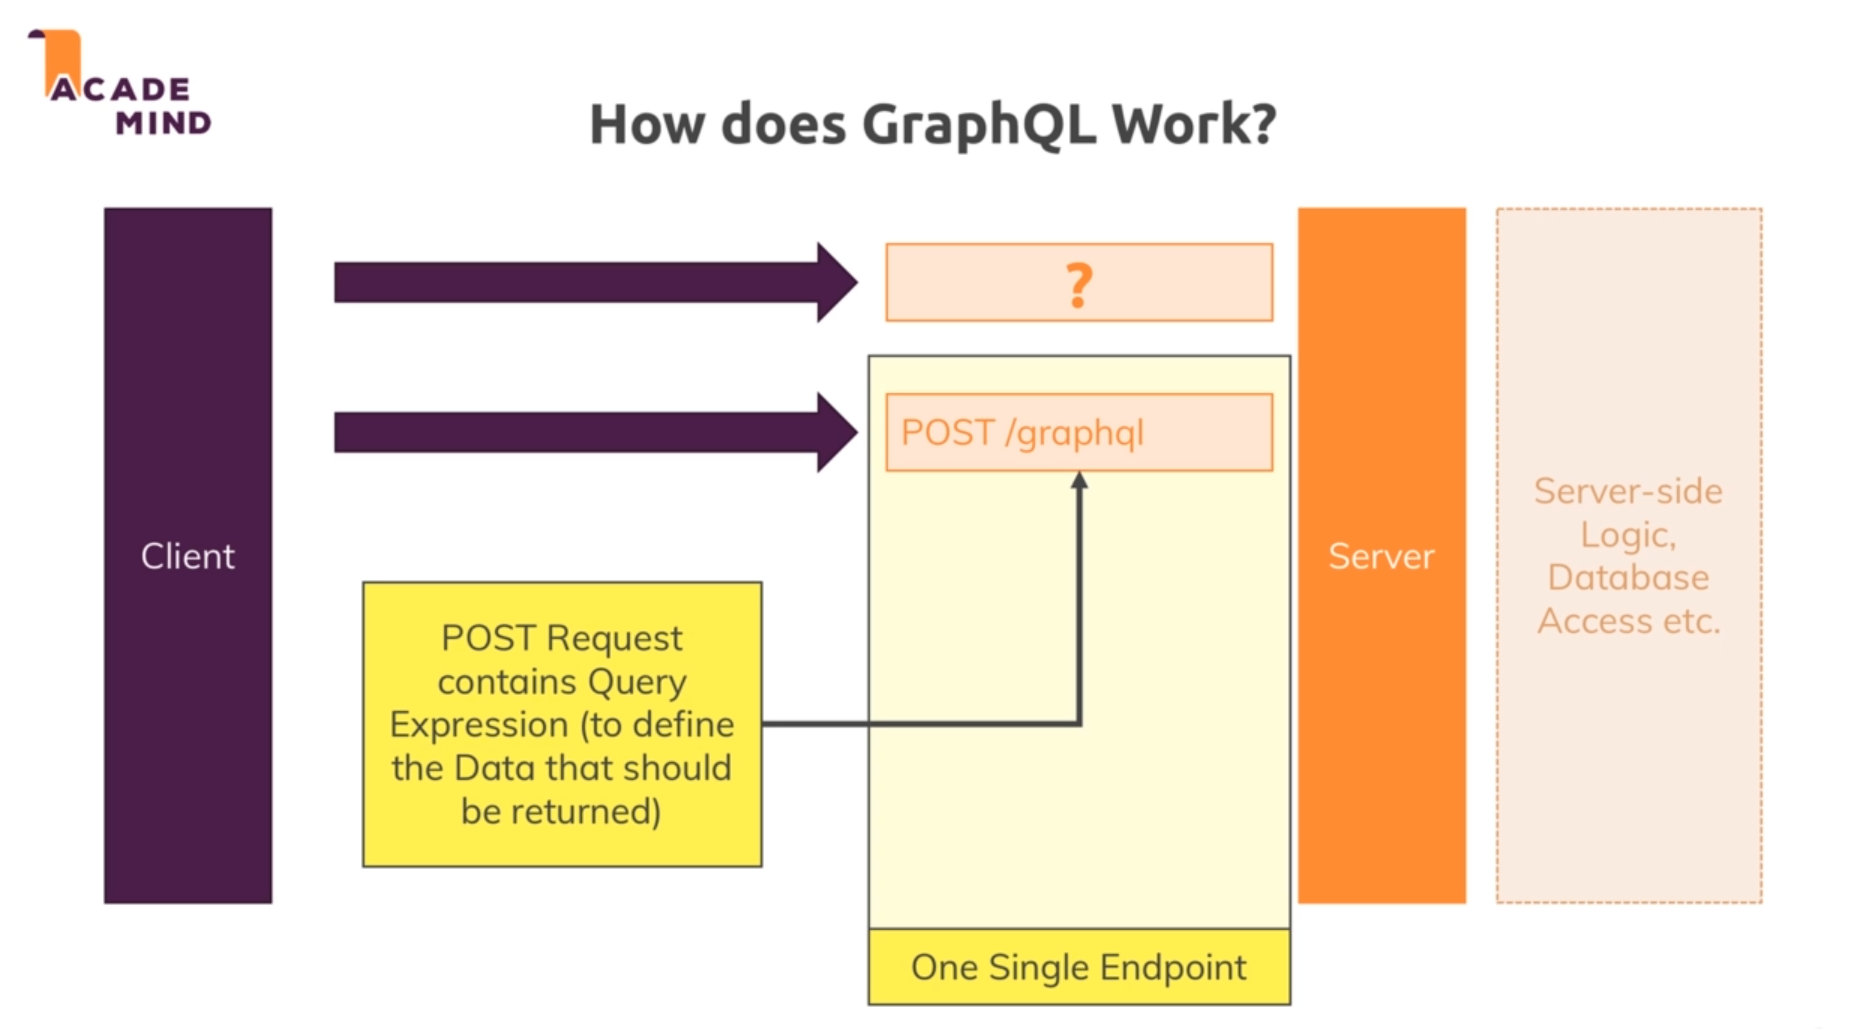 ACADE
MIND
How does GraphQL Work?
?
POST /graphql
Client
POST Request
contains Query
Expression (to define
the Data that should
be returned)
One Single Endpoint
Server
Server-side
Logic,
Database
Access etc.